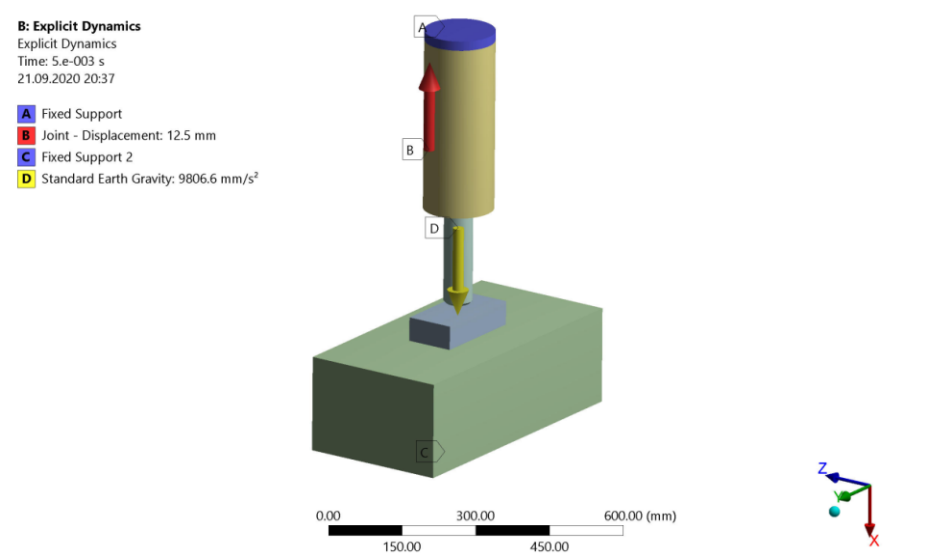 B: Explicit Dynamics
Explicit Dynamics
Time: 5.e-003 s
21.09.2020 20:37
A Fixed Support
B Joint - Displacement: 12.5 mm
C Fixed Support 2
D Standard Earth Gravity: 9806.6 mm/s²
A
B
D
C
0.00 300.00 600.00 (mm)
150.00 450.00
Z
Y
X